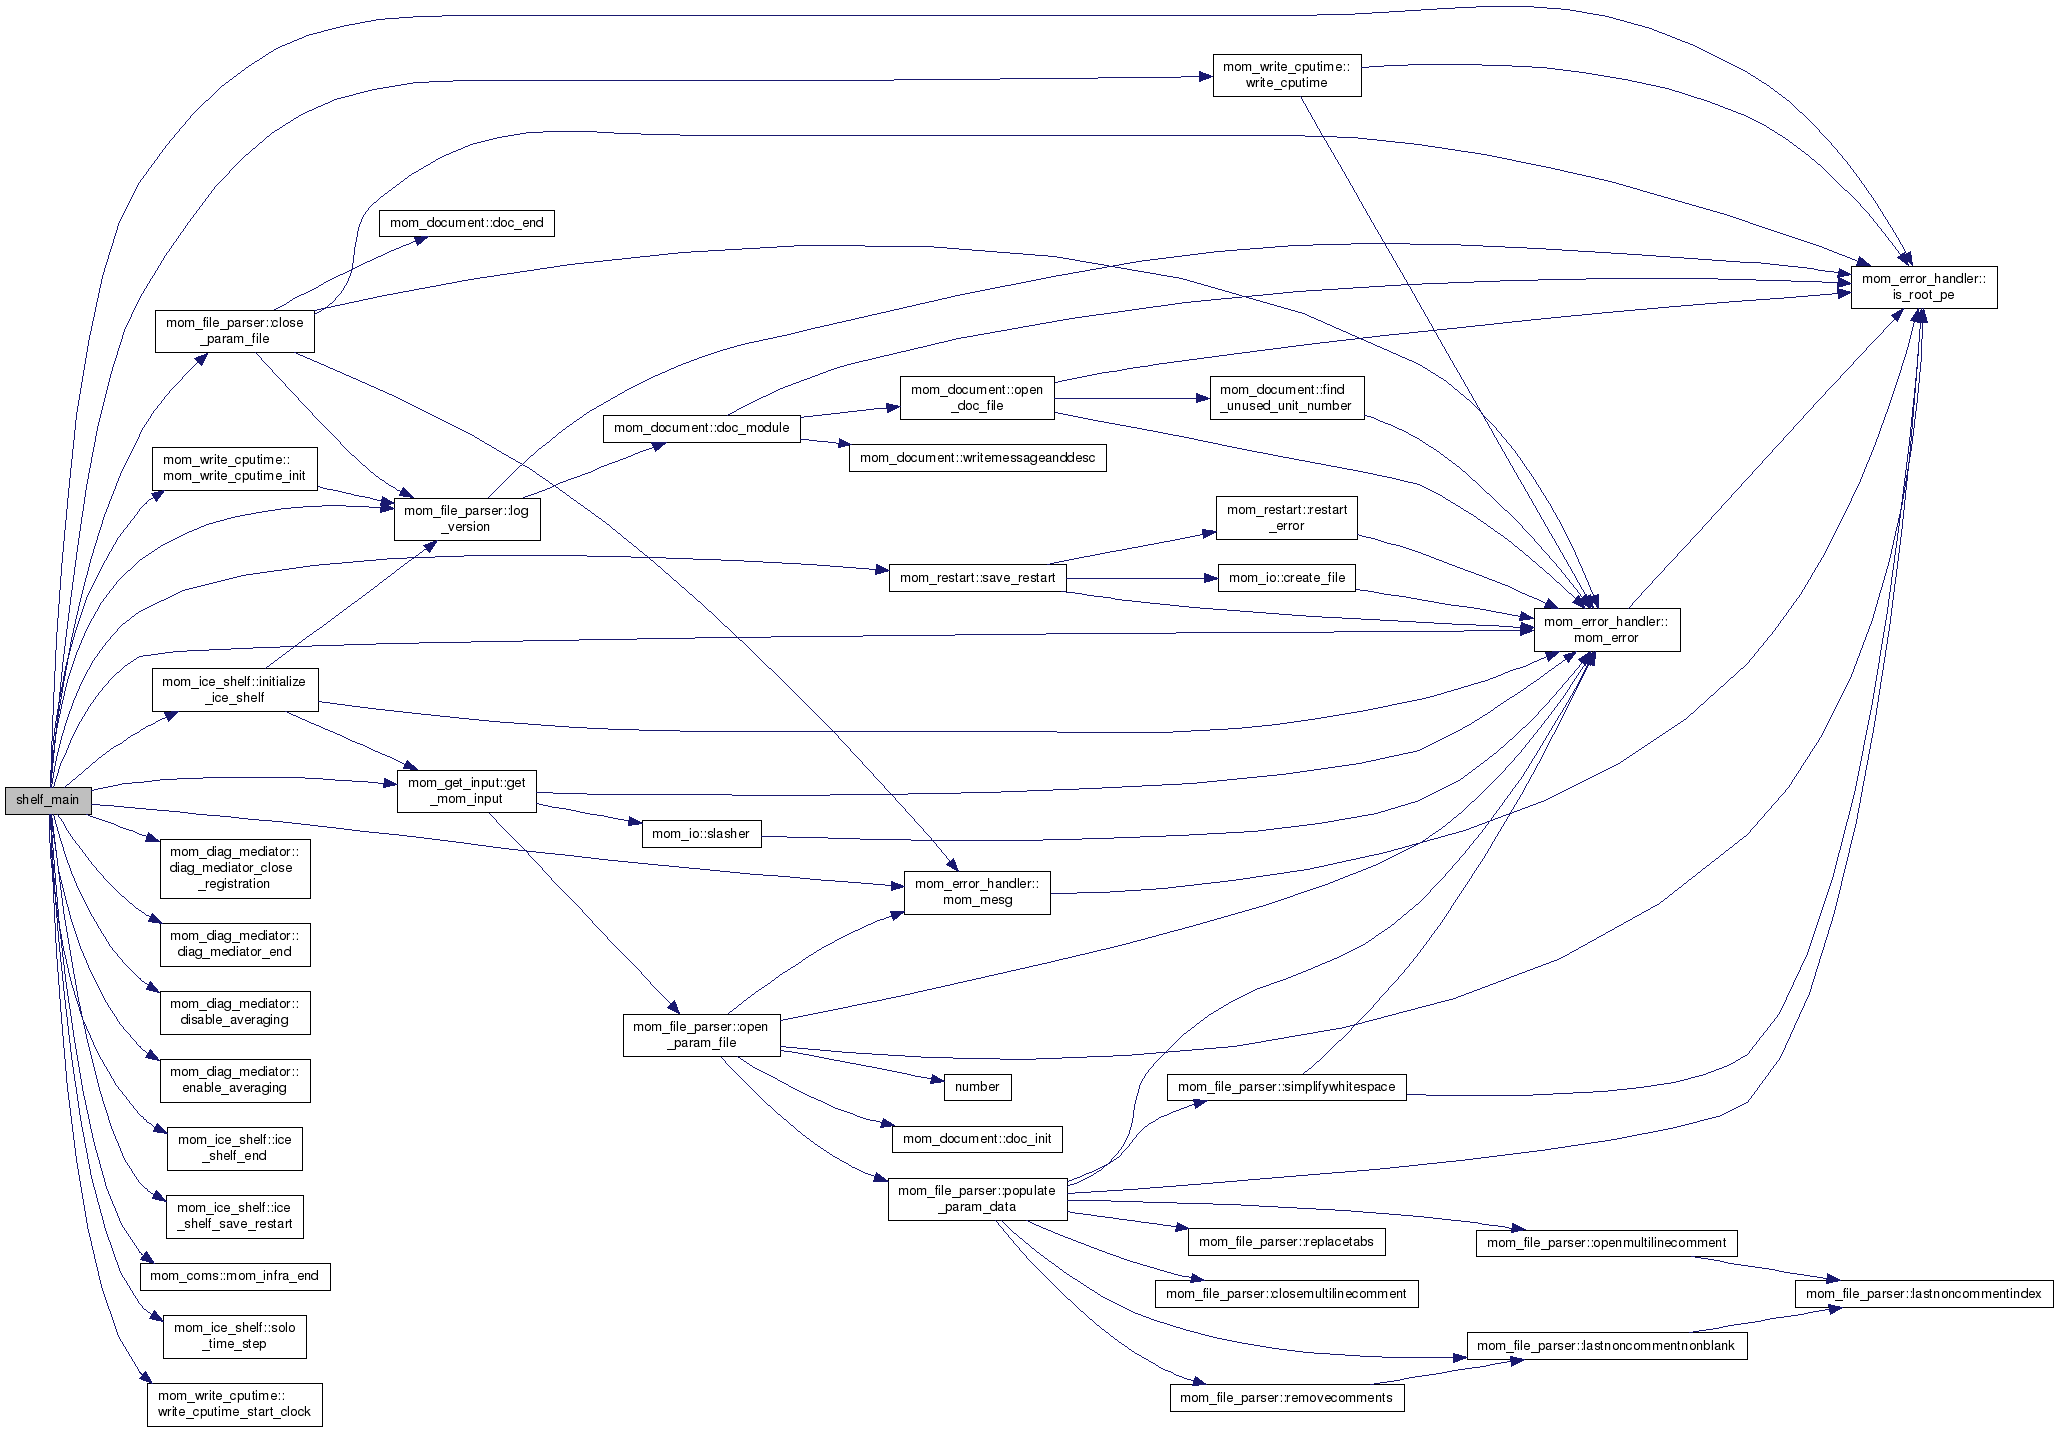 mom_write_cputime::
write_cputime
mom_document::doc_end
mom_error_handler::
is_root_pe
mom_file_parser::close
_param_file
mom_document::open
_doc_file
mom_document::find
_unused_unit_number
mom_document::doc_module
mom_document::writemessageanddesc
mom_write_cputime::
mom_write_cputime_init
mom_file_parser::log
_version
mom_restart::restart
_error
mom_restart::save_restart
mom_io::create_file
mom_error_handler::
mom_error
mom_ice_shelf::initialize
_ice_shelf
shelf_main
mom_get_input::get
_mom_input
mom_io::slasher
mom_diag_mediator::
diag_mediator_close
_registration
mom_error_handler::
mom_mesg
mom_diag_mediator::
diag_mediator_end
mom_diag_mediator::
disable_averaging
mom_file_parser::open
_param_file
mom_diag_mediator::
enable_averaging
number
mom_file_parser::simplifywhitespace
mom_ice_shelf::ice
_shelf_end
mom_document::doc_init
mom_ice_shelf::ice
_shelf_save_restart
mom_file_parser::populate
_param_data
mom_file_parser::replacetabs
mom_file_parser::openmultilinecomment
mom_coms::mom_infra_end
mom_file_parser::closemultilinecomment
mom_file_parser::lastnoncommentindex
mom_ice_shelf::solo
_time_step
mom_file_parser::lastnoncommentnonblank
mom_write_cputime::
write_cputime_start_clock
mom_file_parser::removecomments